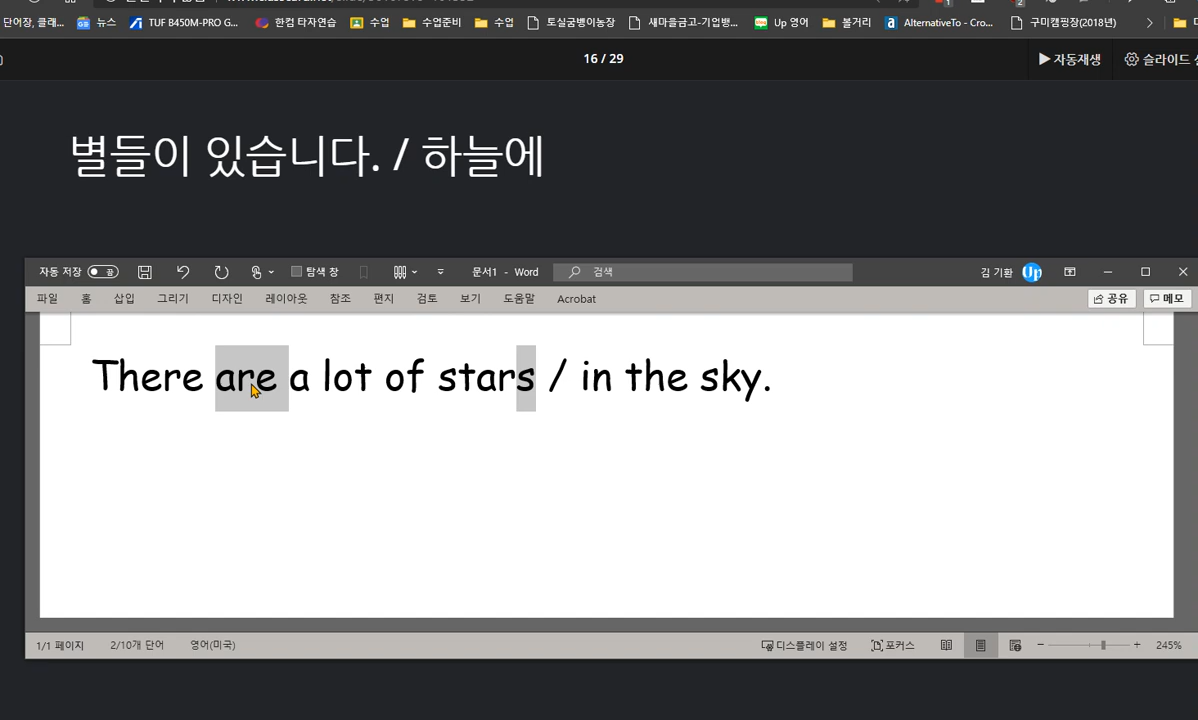 단어장, 클래... 뉴스 TUF B450M-PRO G... 한컴 타자연습 수업 수업준비 수업 토실굼벵이농장 새마을금고-기업뱅... Up 영어 볼거리 AlternativeTo - Cro... 구미캠핑장(2018년)
16 / 29 자동재생 슬라이드
별들이 있습니다. / 하늘에
자동 저장 끔 탐색 창 문서1 - Word 검색 김 기환 Up
파일 홈 삽입 그리기 디자인 레이아웃 참조 편지 검토 보기 도움말 Acrobat 공유 메모
There are a lot of stars / in the sky.
1/1 페이지 2/10개 단어 영어(미국) 디스플레이 설정 포커스 245%